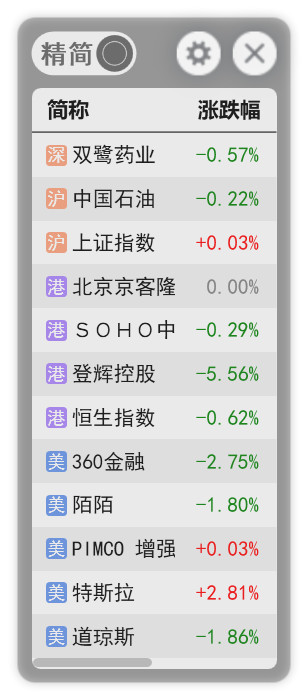 精简
简称 涨跌幅
深 双鹭药业 -0.57%
沪 中国石油 -0.22%
沪 上证指数 +0.03%
港 北京京客隆 0.00%
港 ＳＯＨＯ中 -0.29%
港 登辉控股 -5.56%
港 恒生指数 -0.62%
美 360金融 -2.75%
美 陌陌 -1.80%
美 PIMCO 增强 +0.03%
美 特斯拉 +2.81%
美 道琼斯 -1.86%